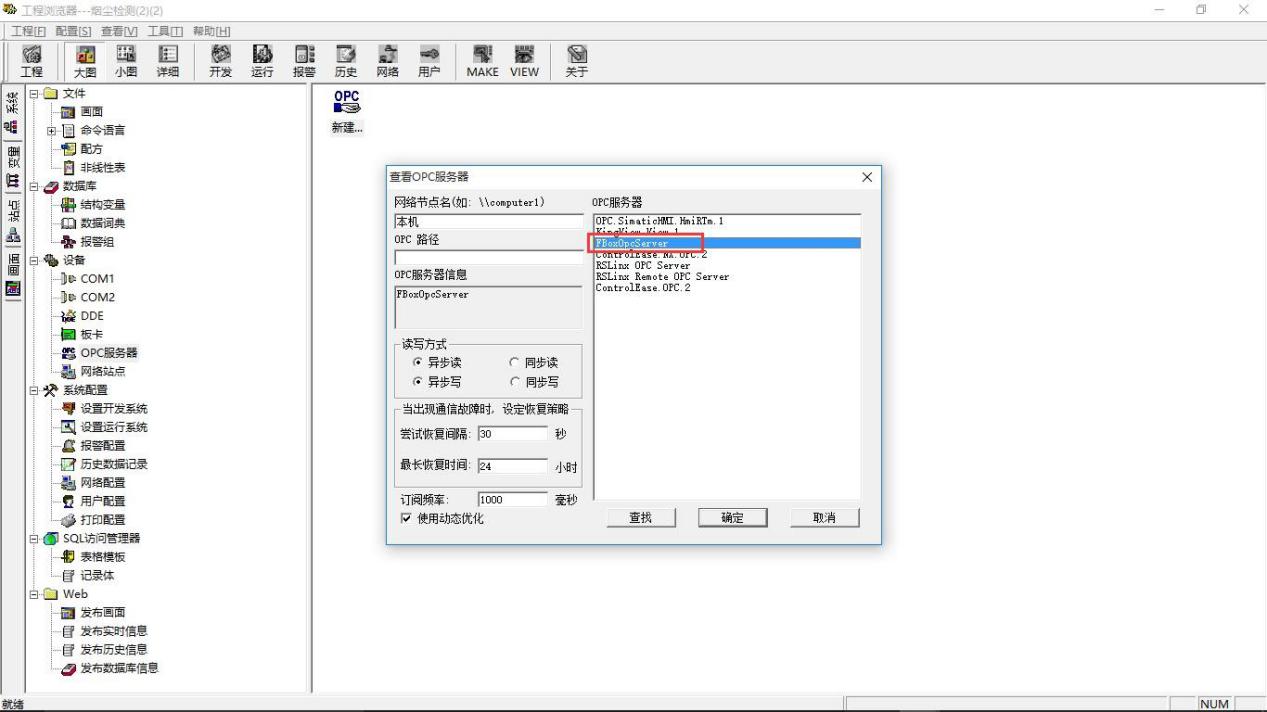 工程浏览器---烟尘检测(2)(2)
工程[F] 配置[S] 查看[V] 工具[T] 帮助[H]
工程 大图 小图 详细 开发 运行 报警 历史 网络 用户 MAKE VIEW 关于
系统
变量
站点
画面
文件
画面
命令语言
配方
非线性表
数据库
结构变量
数据词典
报警组
设备
COM1
COM2
DDE
板卡
OPC服务器
网络站点
系统配置
设置开发系统
设置运行系统
报警配置
历史数据记录
网络配置
用户配置
打印配置
SQL访问管理器
表格模板
记录体
Web
发布画面
发布实时信息
发布历史信息
发布数据库信息
OPC
新建...
查看OPC服务器
网络节点名(如: \\computer1)
本机
OPC 路径
OPC服务器信息
FBoxOpcServer
读写方式
异步读 同步读
异步写 同步写
当出现通信故障时，设定恢复策略
尝试恢复间隔: 30 秒
最长恢复时间: 24 小时
订阅频率: 1000 毫秒
使用动态优化
OPC服务器
OPC.SimaticHMI.HmiRTm.1
KingView.View.1
FBoxOpcServer
ControlEase.NA.OPC.2
RSLinx OPC Server
RSLinx Remote OPC Server
ControlEase.OPC.2
查找 确定 取消
就绪
NUM